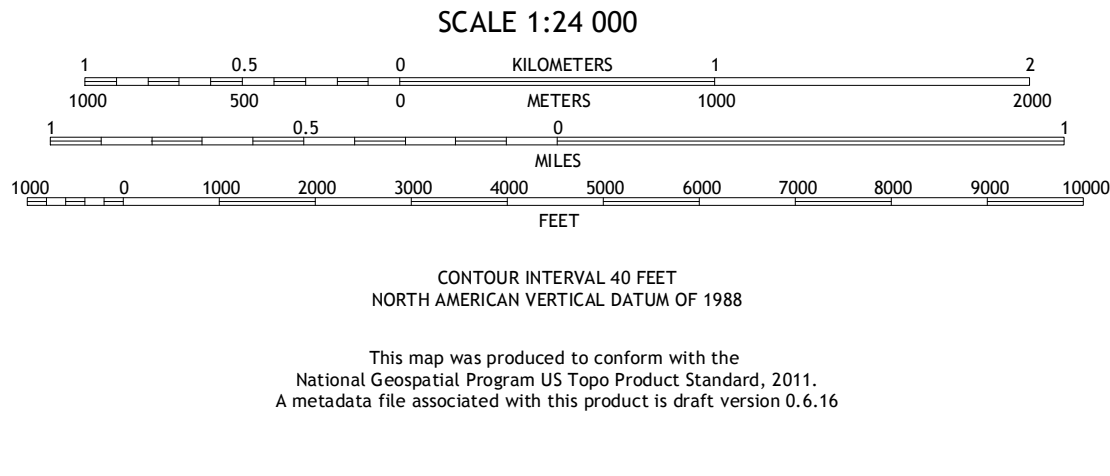 SCALE 1:24 000
1 0.5 0 KILOMETERS 1 2
1000 500 0 METERS 1000 2000
1 0.5 0 1
MILES
1000 0 1000 2000 3000 4000 5000 6000 7000 8000 9000 10000
FEET
CONTOUR INTERVAL 40 FEET
NORTH AMERICAN VERTICAL DATUM OF 1988
This map was produced to conform with the
National Geospatial Program US Topo Product Standard, 2011.
A metadata file associated with this product is draft version 0.6.16